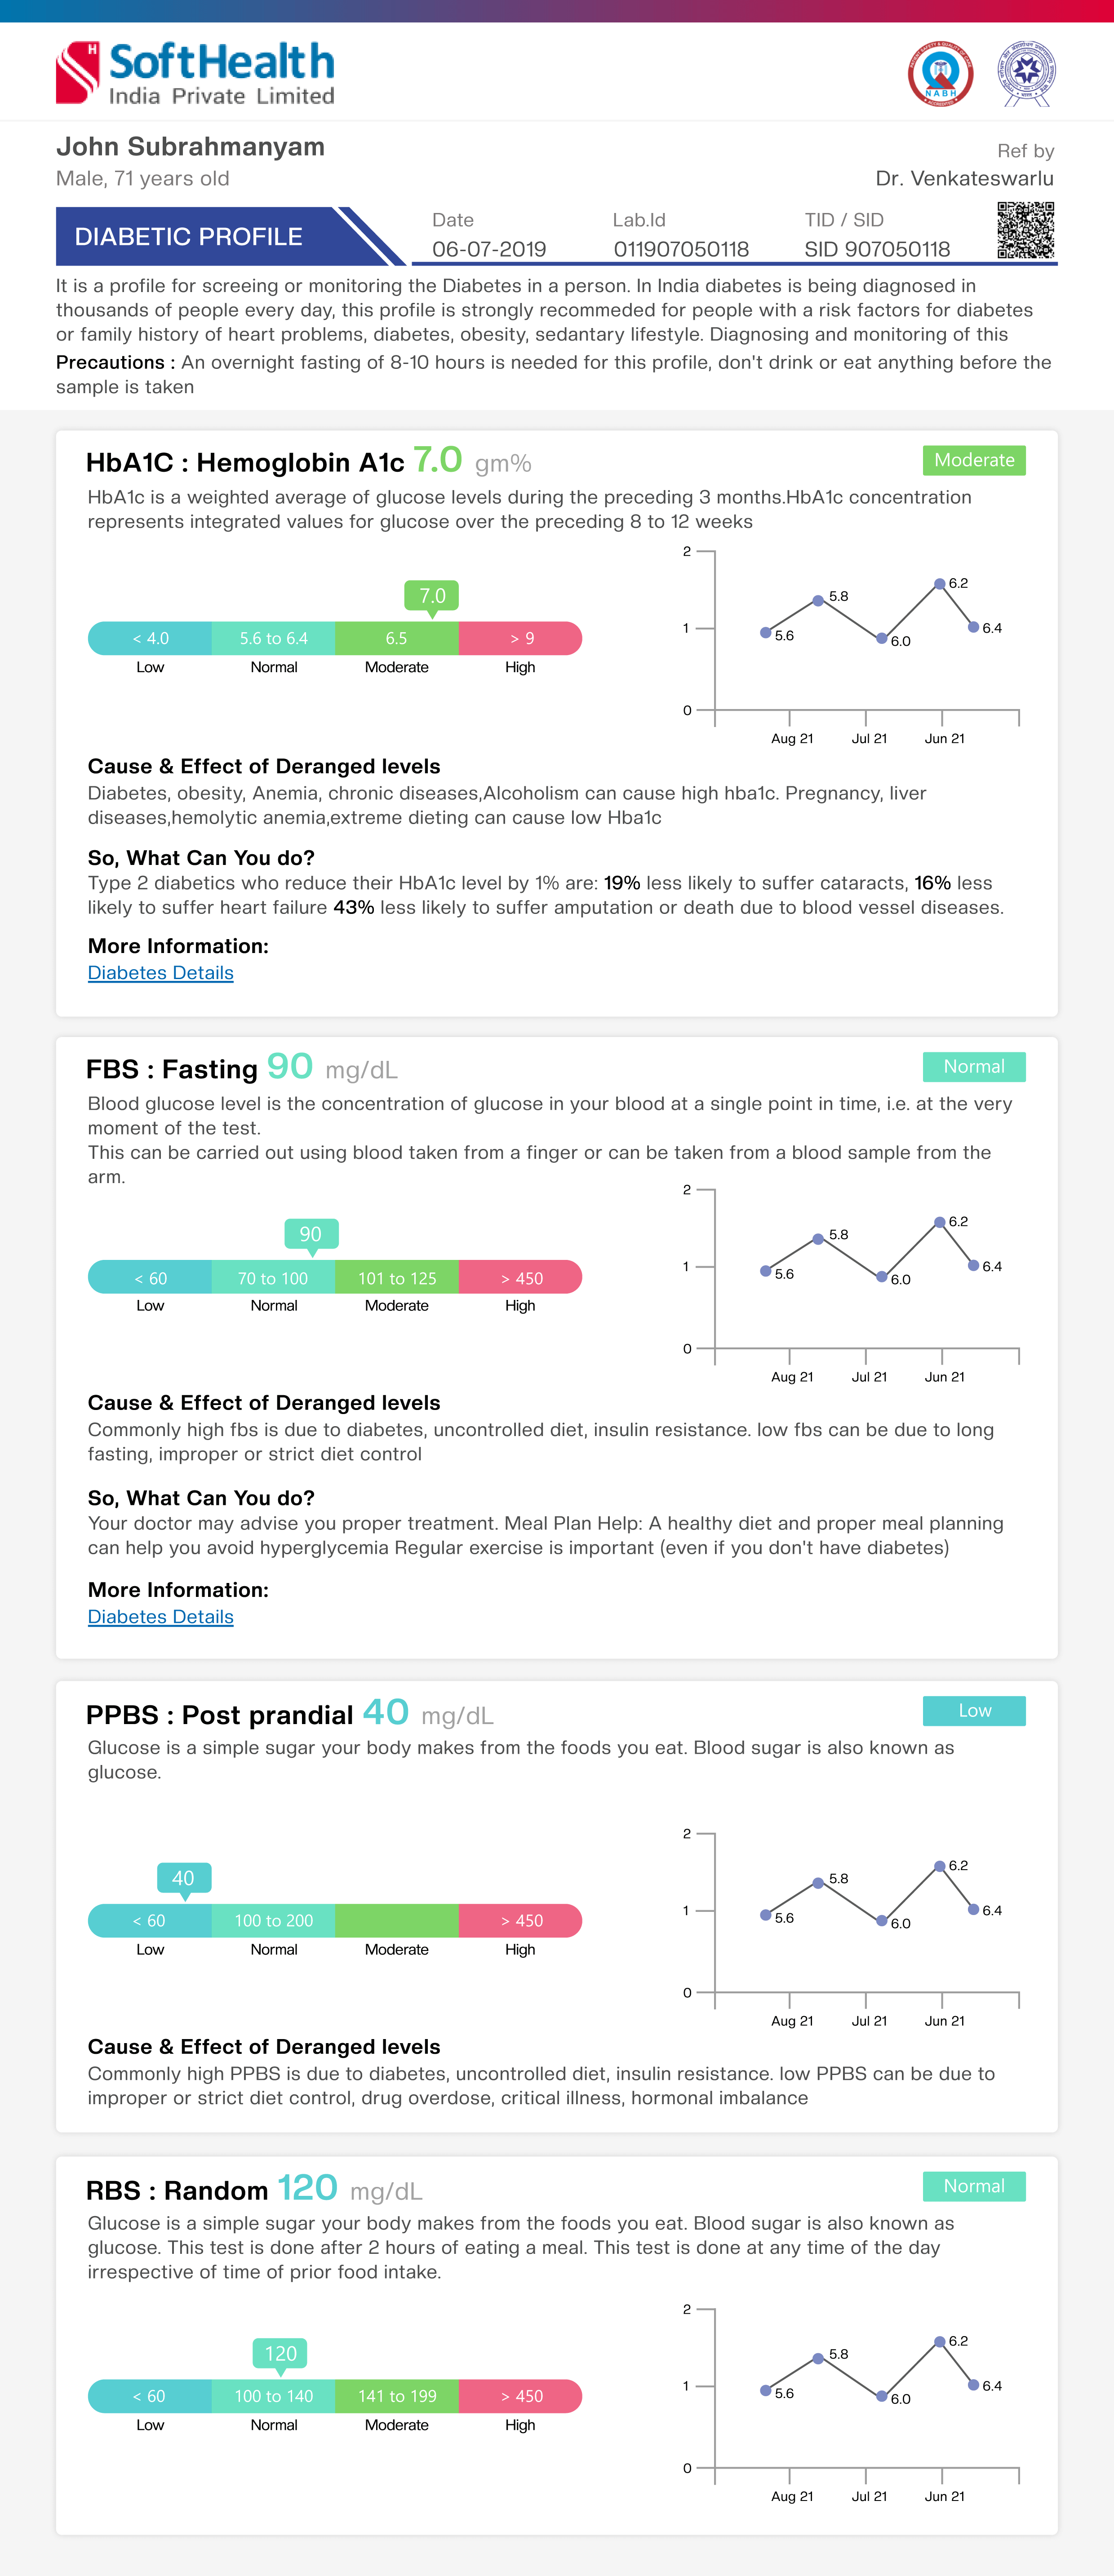 H
SoftHealth
India Private Limited
NABH
John Subrahmanyam
Male, 71 years old
Ref by
Dr. Venkateswarlu
DIABETIC PROFILE
Date
Lab.Id
TID / SID
06-07-2019
011907050118
SID 907050118
It is a profile for screeing or monitoring the Diabetes in a person. In India diabetes is being diagnosed in
thousands of people every day, this profile is strongly recommeded for people with a risk factors for diabetes
or family history of heart problems, diabetes, obesity, sedantary lifestyle. Diagnosing and monitoring of this
Precautions : An overnight fasting of 8-10 hours is needed for this profile, don't drink or eat anything before the
sample is taken
HbA1C : Hemoglobin A1c 7.0 gm%
Moderate
HbA1c is a weighted average of glucose levels during the preceding 3 months.HbA1c concentration
represents integrated values for glucose over the preceding 8 to 12 weeks
7.0
< 4.0
5.6 to 6.4
6.5
> 9
Low
Normal
Moderate
High
2
1
0
5.6
5.8
6.0
6.2
6.4
Aug 21
Jul 21
Jun 21
Cause & Effect of Deranged levels
Diabetes, obesity, Anemia, chronic diseases,Alcoholism can cause high hba1c. Pregnancy, liver
diseases,hemolytic anemia,extreme dieting can cause low Hba1c
So, What Can You do?
Type 2 diabetics who reduce their HbA1c level by 1% are: 19% less likely to suffer cataracts, 16% less
likely to suffer heart failure 43% less likely to suffer amputation or death due to blood vessel diseases.
More Information:
Diabetes Details
FBS : Fasting 90 mg/dL
Normal
Blood glucose level is the concentration of glucose in your blood at a single point in time, i.e. at the very
moment of the test.
This can be carried out using blood taken from a finger or can be taken from a blood sample from the
arm.
90
< 60
70 to 100
101 to 125
> 450
Low
Normal
Moderate
High
2
1
0
5.6
5.8
6.0
6.2
6.4
Aug 21
Jul 21
Jun 21
Cause & Effect of Deranged levels
Commonly high fbs is due to diabetes, uncontrolled diet, insulin resistance. low fbs can be due to long
fasting, improper or strict diet control
So, What Can You do?
Your doctor may advise you proper treatment. Meal Plan Help: A healthy diet and proper meal planning
can help you avoid hyperglycemia Regular exercise is important (even if you don't have diabetes)
More Information:
Diabetes Details
PPBS : Post prandial 40 mg/dL
Low
Glucose is a simple sugar your body makes from the foods you eat. Blood sugar is also known as
glucose.
40
< 60
100 to 200
> 450
Low
Normal
Moderate
High
2
1
0
5.6
5.8
6.0
6.2
6.4
Aug 21
Jul 21
Jun 21
Cause & Effect of Deranged levels
Commonly high PPBS is due to diabetes, uncontrolled diet, insulin resistance. low PPBS can be due to
improper or strict diet control, drug overdose, critical illness, hormonal imbalance
RBS : Random 120 mg/dL
Normal
Glucose is a simple sugar your body makes from the foods you eat. Blood sugar is also known as
glucose. This test is done after 2 hours of eating a meal. This test is done at any time of the day
irrespective of time of prior food intake.
120
< 60
100 to 140
141 to 199
> 450
Low
Normal
Moderate
High
2
1
0
5.6
5.8
6.0
6.2
6.4
Aug 21
Jul 21
Jun 21